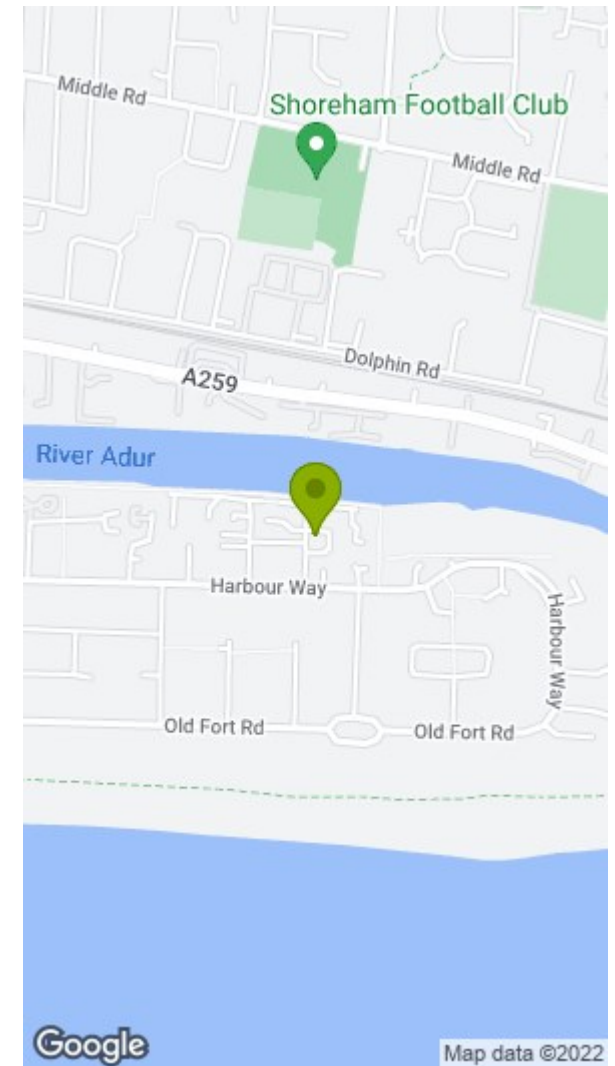 Middle Rd
Shoreham Football Club
Middle Rd
Dolphin Rd
A259
River Adur
Harbour Way
Harbour Way
Old Fort Rd
Old Fort Rd
Google
Map data ©2022